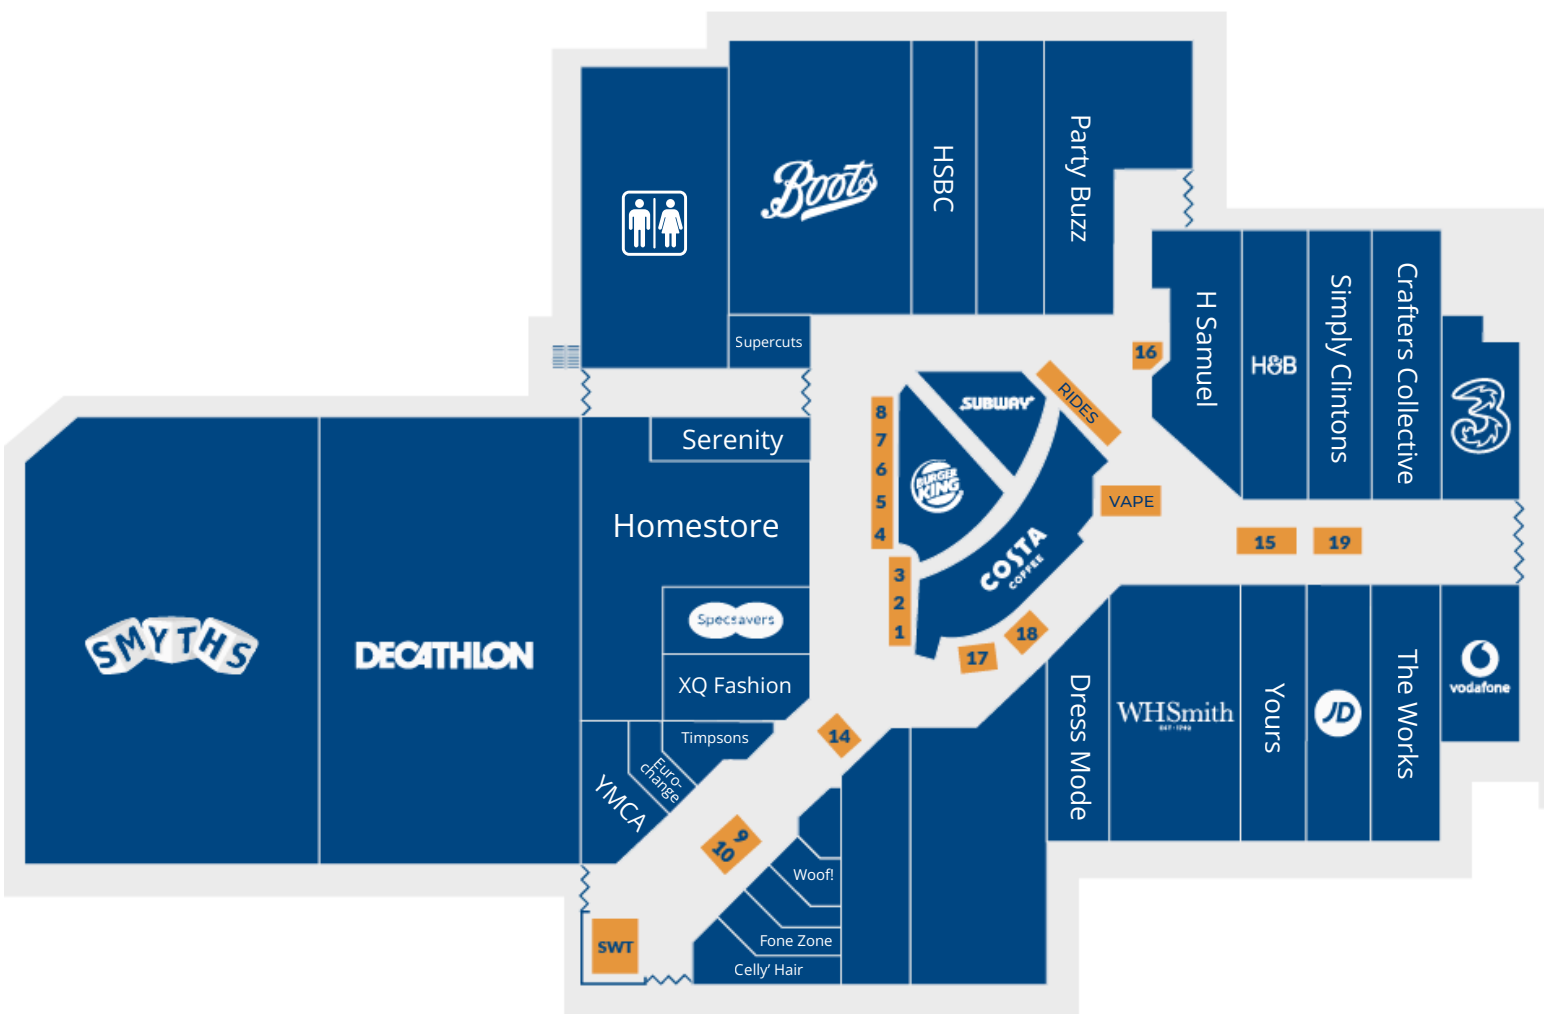 Boots
HSBC
Party Buzz
Supercuts
H Samuel
H&B
Simply Clintons
Crafters Collective
3
16
RIDES
SUBWAY
8
7
6
5
4
BURGER
KING
VAPE
Serenity
Homestore
COSTA
COFFEE
15
19
3
2
1
18
17
SMYTHS
DECATHLON
Specsavers
XQ Fashion
Timpsons
Euro-
change
YMCA
14
9
10
Dress Mode
WHSmith
EST·1792
Yours
JD
The Works
vodafone
Woof!
Fone Zone
Celly' Hair
SWT